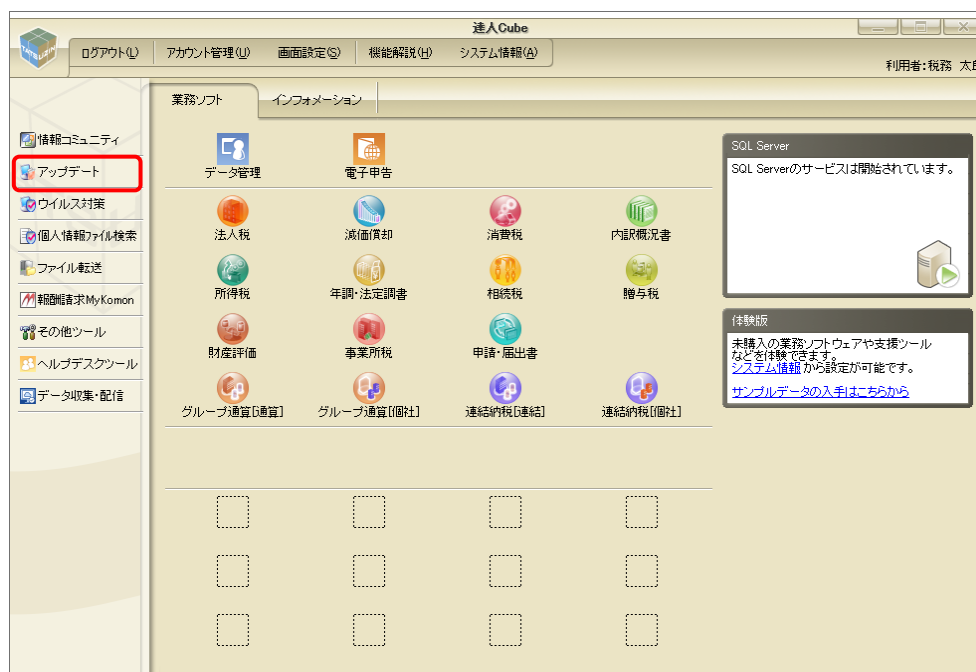 達人Cube
ログアウト(L) アカウント管理(U) 画面設定(S) 機能解説(H) システム情報(A)
利用者:税務 太
業務ソフト インフォメーション
情報コミュニティ
アップデート
ウイルス対策
個人情報ファイル検索
ファイル転送
報酬請求MyKomon
その他ツール
ヘルプデスクツール
データ収集・配信
データ管理 電子申告
法人税 減価償却 消費税 内訳概況書
所得税 年調・法定調書 相続税 贈与税
財産評価 事業所税 申請・届出書
グループ通算[通算] グループ通算[個社] 連結納税[連結] 連結納税[個社]
SQL Server
SQL Serverのサービスは開始されています。
体験版
未購入の業務ソフトウェアや支援ツール
などを体験できます。
システム情報 から設定が可能です。
サンプルデータの入手はこちらから